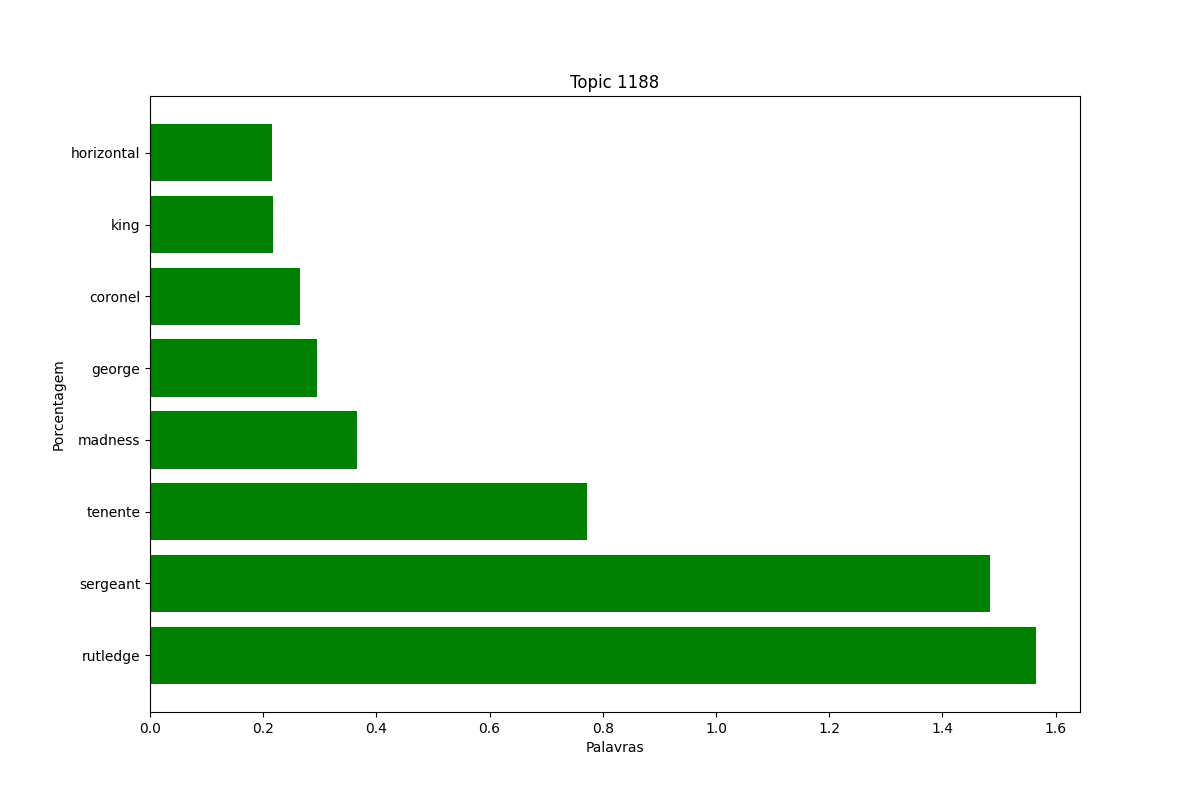 Topic 1188
horizontal
king
coronel
george
madness
tenente
sergeant
rutledge
Porcentagem
0.0 0.2 0.4 0.6 0.8 1.0 1.2 1.4 1.6
Palavras